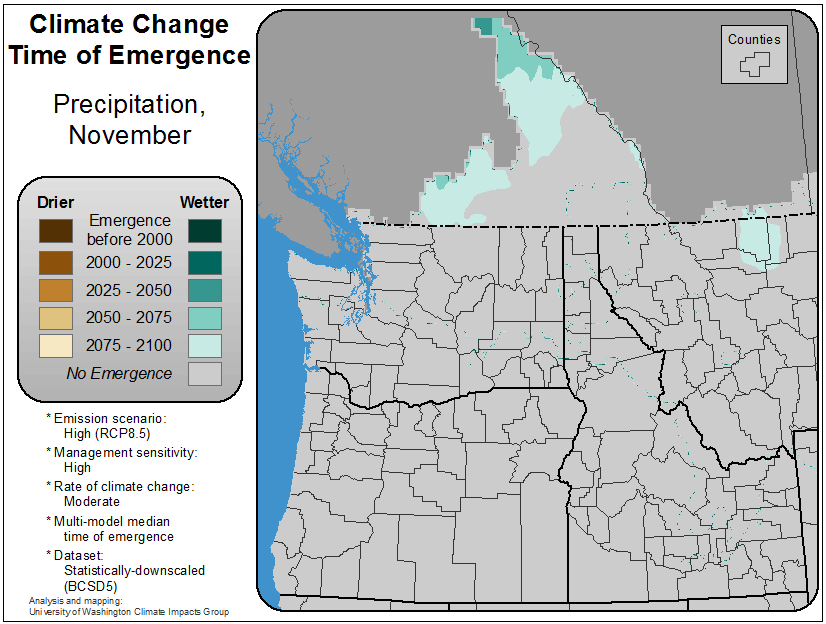 Climate Change
Time of Emergence
Precipitation,
November
Counties
Drier
Wetter
Emergence
before 2000
2000 - 2025
2025 - 2050
2050 - 2075
2075 - 2100
No Emergence
* Emission scenario:
High (RCP8.5)
* Management sensitivity:
High
* Rate of climate change:
Moderate
* Multi-model median
time of emergence
* Dataset:
Statistically-downscaled
(BCSD5)
Analysis and mapping:
University of Washington Climate Impacts Group